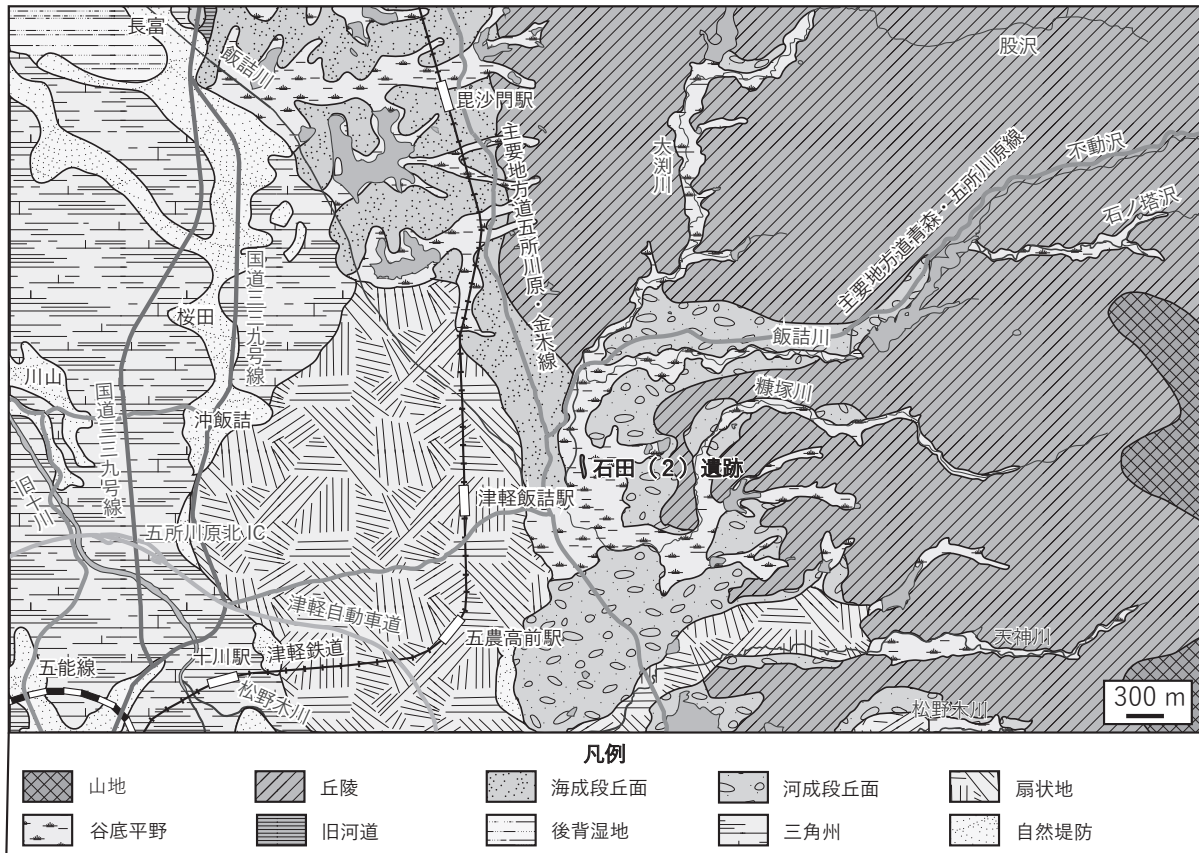 長富
飯詰川
毘沙門駅
主要地方道五所川原・金木線
股沢
大渕川
主要地方道青森・五所川原線
不動沢
石ノ塔沢
国道三三九号線
桜田
飯詰川
川山
国道三三九号線
沖飯詰
糠塚川
石田(2)遺跡
旧十川
津軽飯詰駅
五所川原北IC
津軽自動車道
五農高前駅
十川駅
津軽鉄道
天神川
五能線
松野木川
松野木川
300 m
凡例
山地
丘陵
海成段丘面
河成段丘面
扇状地
谷底平野
旧河道
後背湿地
三角州
自然堤防